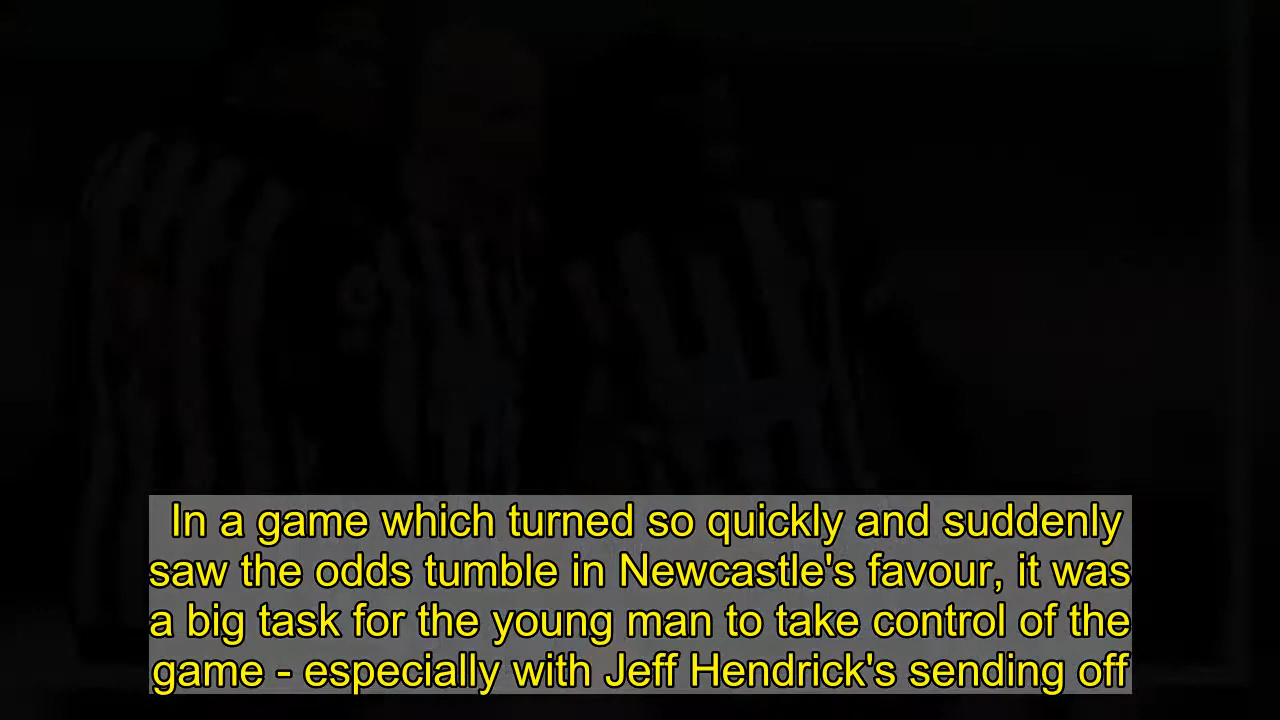 In a game which turned so quickly and suddenly
saw the odds tumble in Newcastle's favour, it was
a big task for the young man to take control of the
game - especially with Jeff Hendrick's sending off